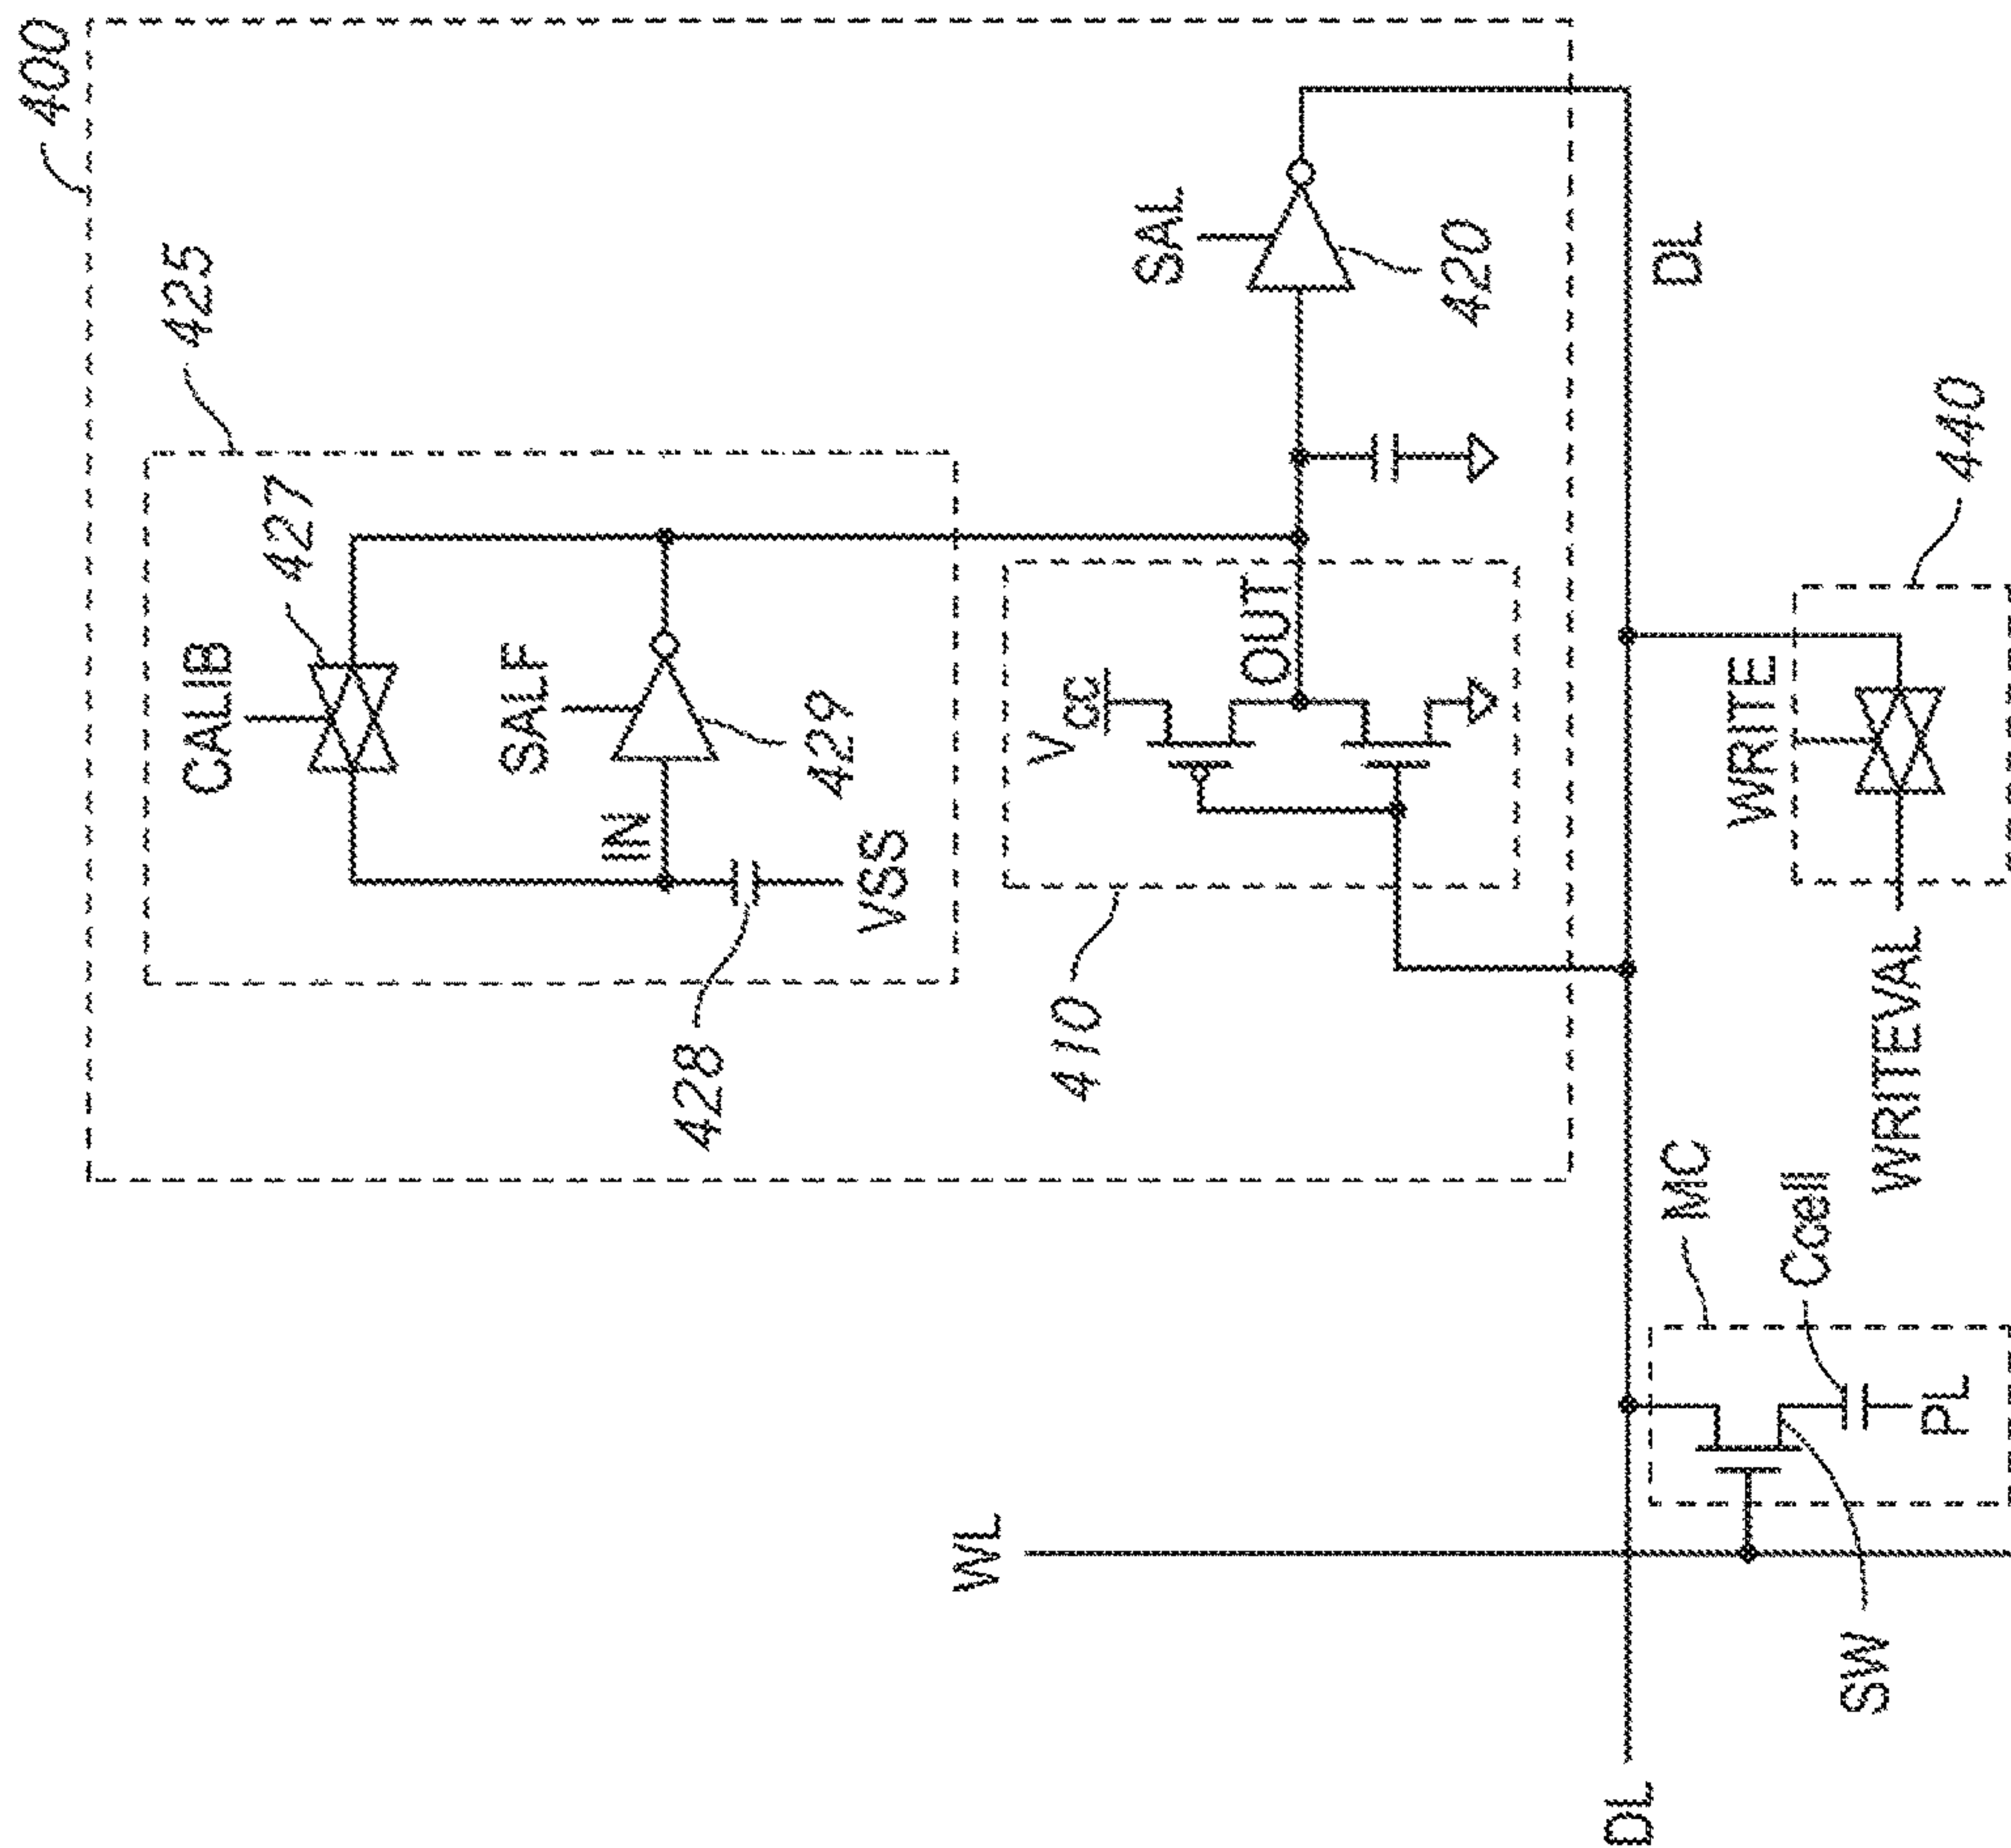 400
425
CALIB
427
SALF
429
IN
VSS
428
SAL
420
VCC
OUT
410
DL
WRITE
440
WRITEVAL
WL
MC
Ccell
PL
SW
DL